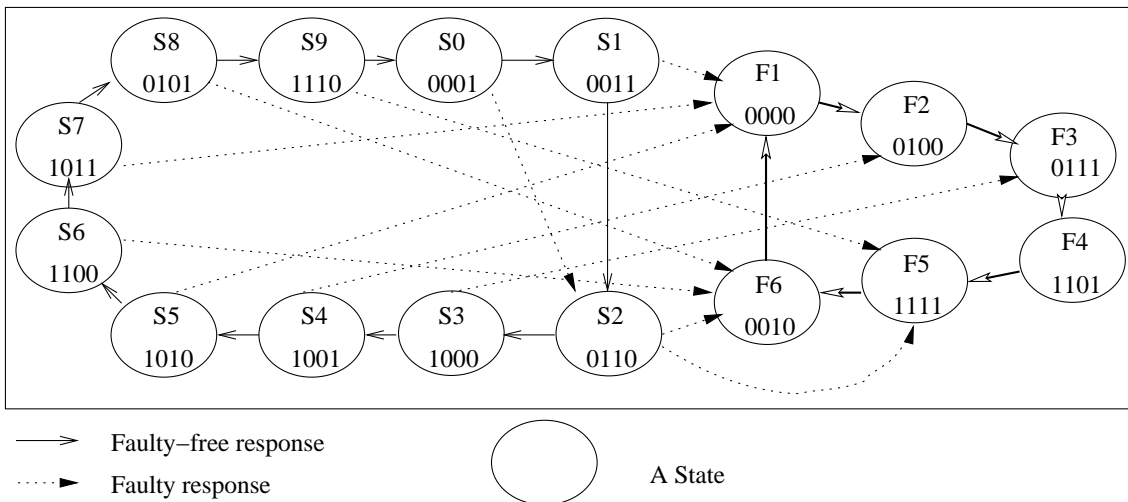 S8
0101
S9
1110
S0
0001
S1
0011
F1
0000
F2
0100
F3
0111
S7
1011
S6
1100
F4
1101
S5
1010
S4
1001
S3
1000
S2
0110
F6
0010
F5
1111
Faulty−free response
Faulty response
A State